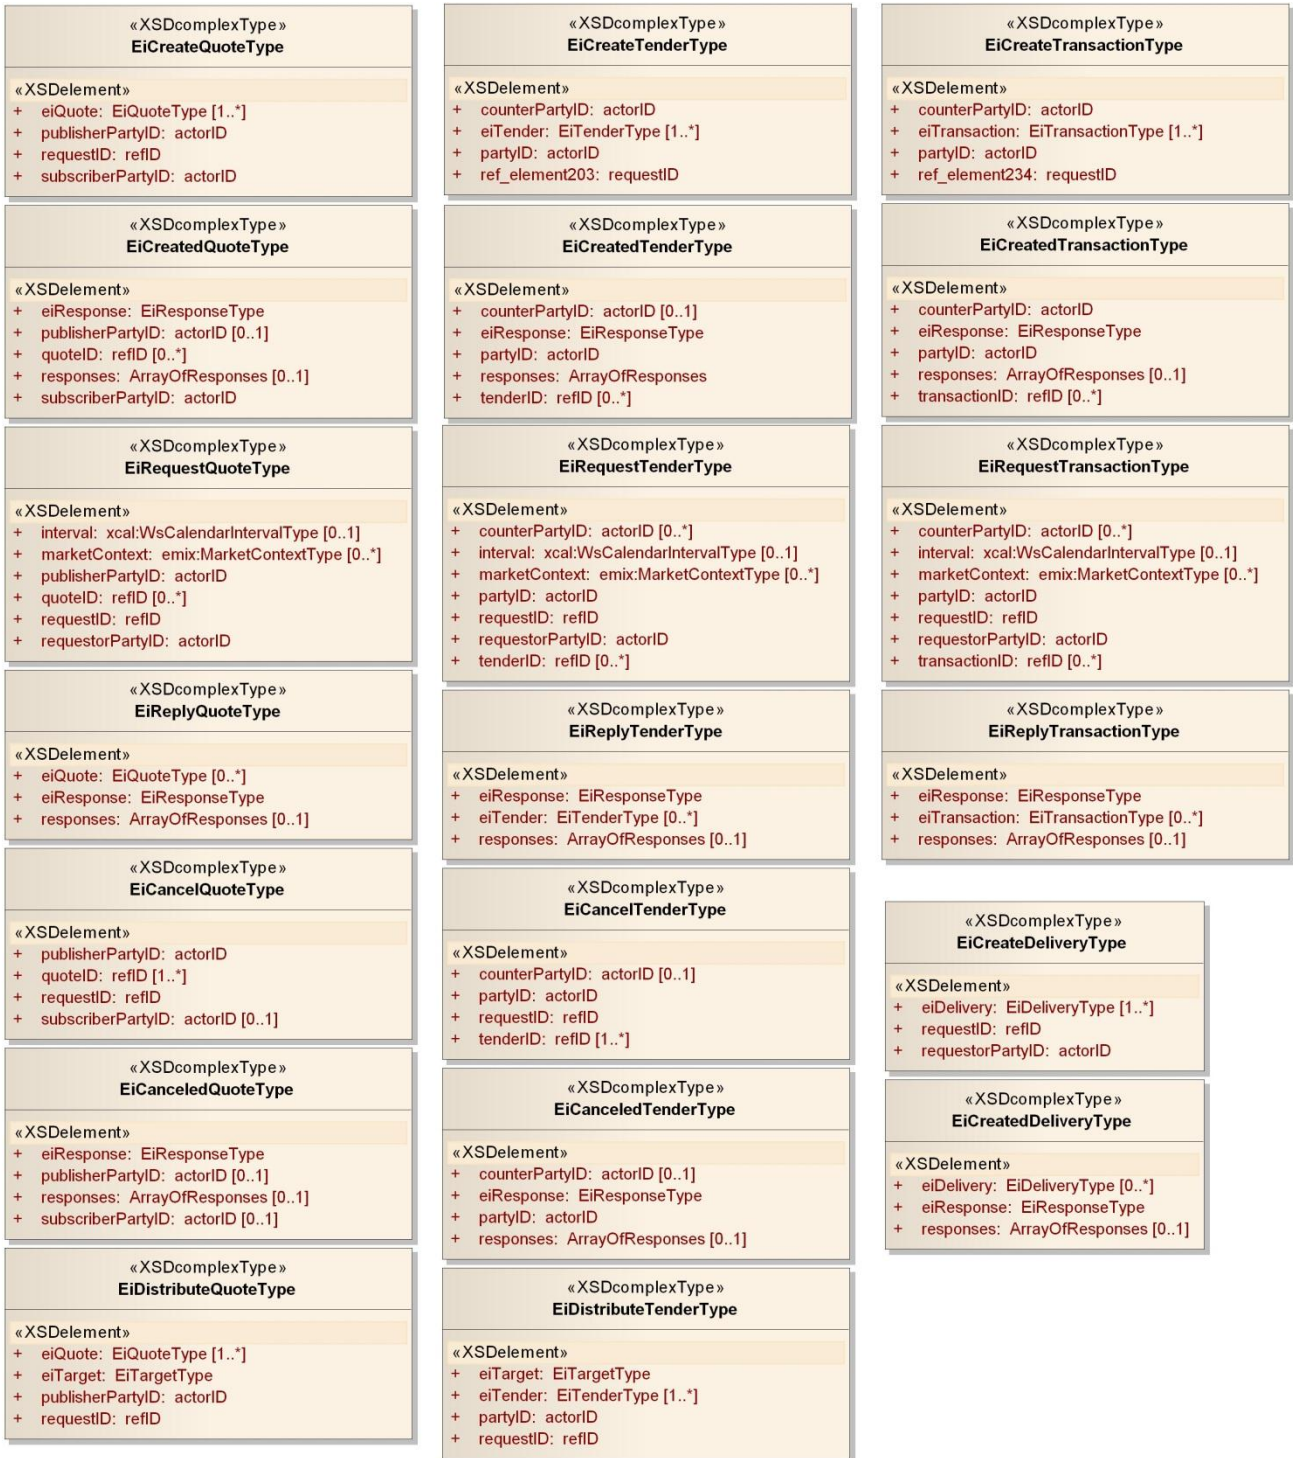 «XSDcomplexType»
EiCreateQuoteType
«XSDelement»
+ eiQuote: EiQuoteType [1..*]
+ publisherPartyID: actorID
+ requestID: refID
+ subscriberPartyID: actorID
«XSDcomplexType»
EiCreatedQuoteType
«XSDelement»
+ eiResponse: EiResponseType
+ publisherPartyID: actorID [0..1]
+ quoteID: refID [0..*]
+ responses: ArrayOfResponses [0..1]
+ subscriberPartyID: actorID
«XSDcomplexType»
EiRequestQuoteType
«XSDelement»
+ interval: xcal:WsCalendarIntervalType [0..1]
+ marketContext: emix:MarketContextType [0..*]
+ publisherPartyID: actorID
+ quoteID: refID [0..*]
+ requestID: refID
+ requestorPartyID: actorID
«XSDcomplexType»
EiReplyQuoteType
«XSDelement»
+ eiQuote: EiQuoteType [0..*]
+ eiResponse: EiResponseType
+ responses: ArrayOfResponses [0..1]
«XSDcomplexType»
EiCancelQuoteType
«XSDelement»
+ publisherPartyID: actorID
+ quoteID: refID [1..*]
+ requestID: refID
+ subscriberPartyID: actorID [0..1]
«XSDcomplexType»
EiCanceledQuoteType
«XSDelement»
+ eiResponse: EiResponseType
+ publisherPartyID: actorID [0..1]
+ responses: ArrayOfResponses [0..1]
+ subscriberPartyID: actorID [0..1]
«XSDcomplexType»
EiDistributeQuoteType
«XSDelement»
+ eiQuote: EiQuoteType [1..*]
+ eiTarget: EiTargetType
+ publisherPartyID: actorID
+ requestID: refID
«XSDcomplexType»
EiCreateTenderType
«XSDelement»
+ counterPartyID: actorID
+ eiTender: EiTenderType [1..*]
+ partyID: actorID
+ ref_element203: requestID
«XSDcomplexType»
EiCreatedTenderType
«XSDelement»
+ counterPartyID: actorID [0..1]
+ eiResponse: EiResponseType
+ partyID: actorID
+ responses: ArrayOfResponses
+ tenderID: refID [0..*]
«XSDcomplexType»
EiRequestTenderType
«XSDelement»
+ counterPartyID: actorID [0..*]
+ interval: xcal:WsCalendarIntervalType [0..1]
+ marketContext: emix:MarketContextType [0..*]
+ partyID: actorID
+ requestID: refID
+ requestorPartyID: actorID
+ tenderID: refID [0..*]
«XSDcomplexType»
EiReplyTenderType
«XSDelement»
+ eiResponse: EiResponseType
+ eiTender: EiTenderType [0..*]
+ responses: ArrayOfResponses [0..1]
«XSDcomplexType»
EiCancelTenderType
«XSDelement»
+ counterPartyID: actorID [0..1]
+ partyID: actorID
+ requestID: refID
+ tenderID: refID [1..*]
«XSDcomplexType»
EiCanceledTenderType
«XSDelement»
+ counterPartyID: actorID [0..1]
+ eiResponse: EiResponseType
+ partyID: actorID
+ responses: ArrayOfResponses [0..1]
«XSDcomplexType»
EiDistributeTenderType
«XSDelement»
+ eiTarget: EiTargetType
+ eiTender: EiTenderType [1..*]
+ partyID: actorID
+ requestID: refID
«XSDcomplexType»
EiCreateTransactionType
«XSDelement»
+ counterPartyID: actorID
+ eiTransaction: EiTransactionType [1..*]
+ partyID: actorID
+ ref_element234: requestID
«XSDcomplexType»
EiCreatedTransactionType
«XSDelement»
+ counterPartyID: actorID
+ eiResponse: EiResponseType
+ partyID: actorID
+ responses: ArrayOfResponses [0..1]
+ transactionID: refID [0..*]
«XSDcomplexType»
EiRequestTransactionType
«XSDelement»
+ counterPartyID: actorID [0..*]
+ interval: xcal:WsCalendarIntervalType [0..1]
+ marketContext: emix:MarketContextType [0..*]
+ partyID: actorID
+ requestID: refID
+ requestorPartyID: actorID
+ transactionID: refID [0..*]
«XSDcomplexType»
EiReplyTransactionType
«XSDelement»
+ eiResponse: EiResponseType
+ eiTransaction: EiTransactionType [0..*]
+ responses: ArrayOfResponses [0..1]
«XSDcomplexType»
EiCreateDeliveryType
«XSDelement»
+ eiDelivery: EiDeliveryType [1..*]
+ requestID: refID
+ requestorPartyID: actorID
«XSDcomplexType»
EiCreatedDeliveryType
«XSDelement»
+ eiDelivery: EiDeliveryType [0..*]
+ eiResponse: EiResponseType
+ responses: ArrayOfResponses [0..1]